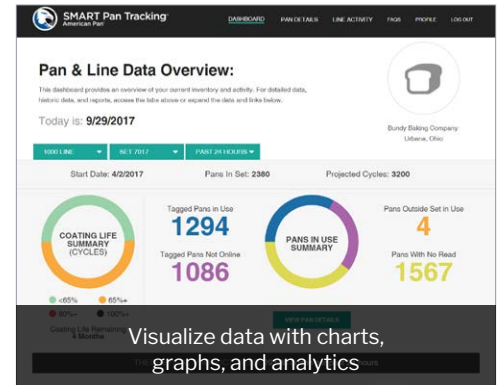 SMART Pan Tracking
American Pan
DASHBOARD PAN DETAILS LINE ACTIVITY FAQS PROFILE LOG OUT
Pan & Line Data Overview:
This dashboard provides an overview of your current inventory and activity. For detailed data,
historic data, and reports, access the tabs above or expand the data and links below.
Today is: 9/29/2017
Bundy Baking Company
Urbana, Ohio
1000 LINE SET 7017 PAST 24 HOURS
Start Date: 4/2/2017 Pans In Set: 2380 Projected Cycles: 3200
COATING LIFE
SUMMARY
(CYCLES)
<65% 65%+
80%+ 100%+
Coating Life Remaining
4 Months
Tagged Pans in Use
1294
Tagged Pans Not Online
1086
PANS IN USE
SUMMARY
Pans Outside Set in Use
4
Pans With No Read
1567
VIEW PAN DETAILS
Visualize data with charts,
graphs, and analytics
hours